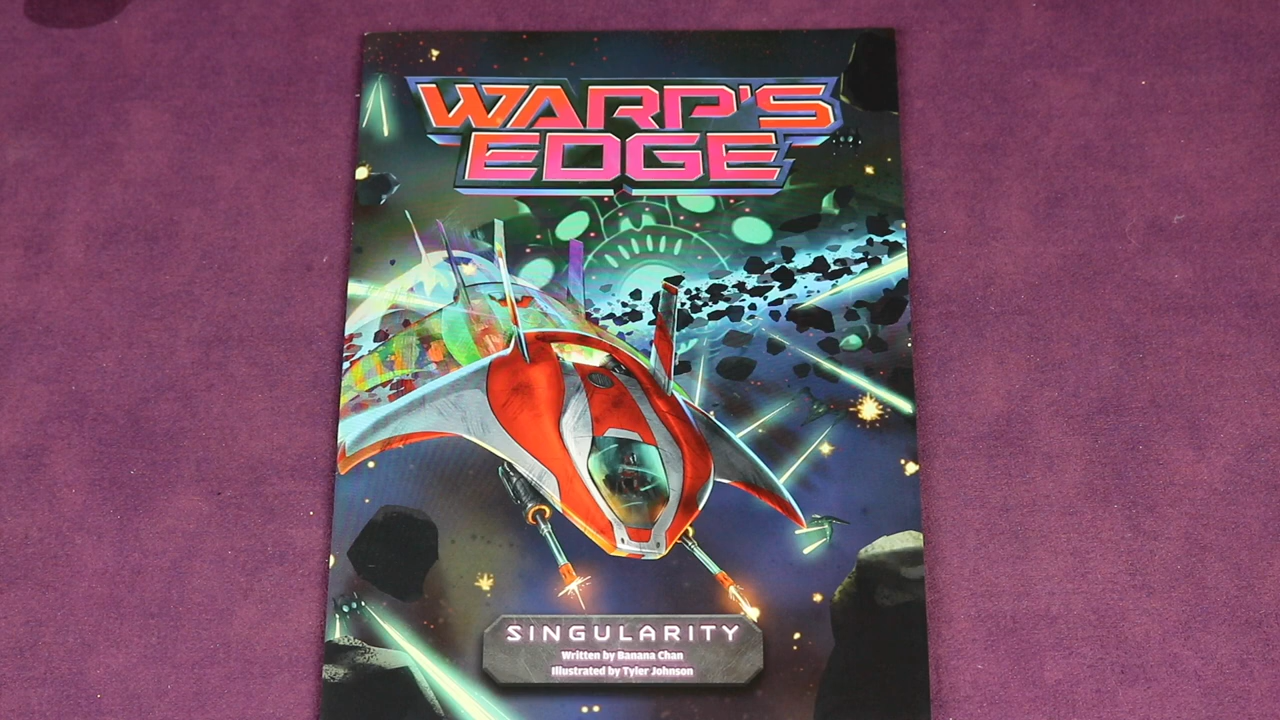 WARP'S
EDGE
SINGULARITY
Written by Banana Chan
Illustrated by Tyler Johnson